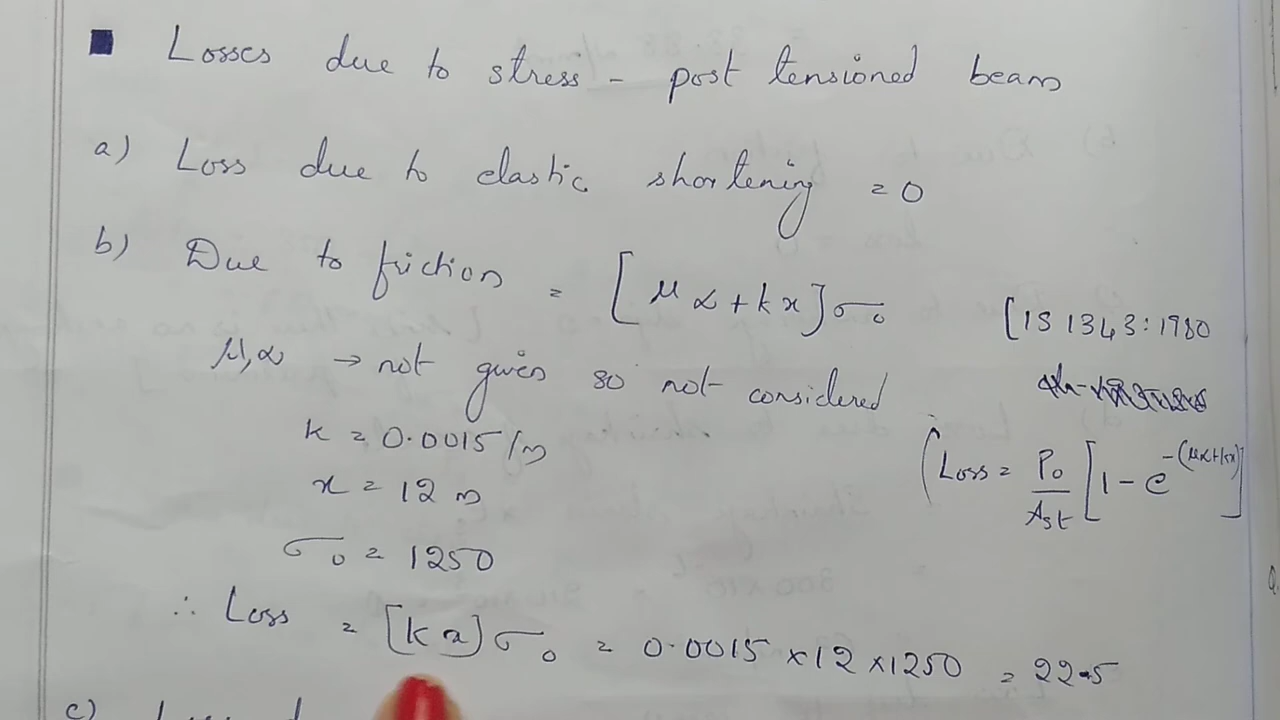 Losses due to stress - post tensioned beam
a) Loss due to elastic shortening = 0
b) Due to friction = [μα + kx]σ₀
[IS 1343:1980
μ,α → not given so not considered
k = 0.0015/m
(Loss = P₀/Ast [1 - e^-(μα+kx)]
x = 12 m
σ₀ = 1250
∴ Loss = [kx]σ₀ = 0.0015 × 12 × 1250 = 22.5
c)